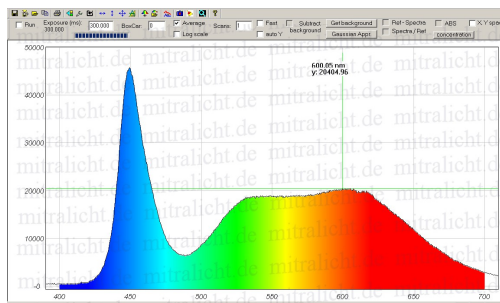 Run Exposure (ms): 300.000 BoxCar: 0 Average Scans: 1 Fast Subtract background Get background Ref - Spectra ABS X, Y
300.000 Log scale auto Y Gaussian Appr. Spectra / Ref concentration
50000
600.05 nm
y: 20404.96
40000
30000
20000
10000
-0
400 450 500 550 600 650 700
mitralicht.de